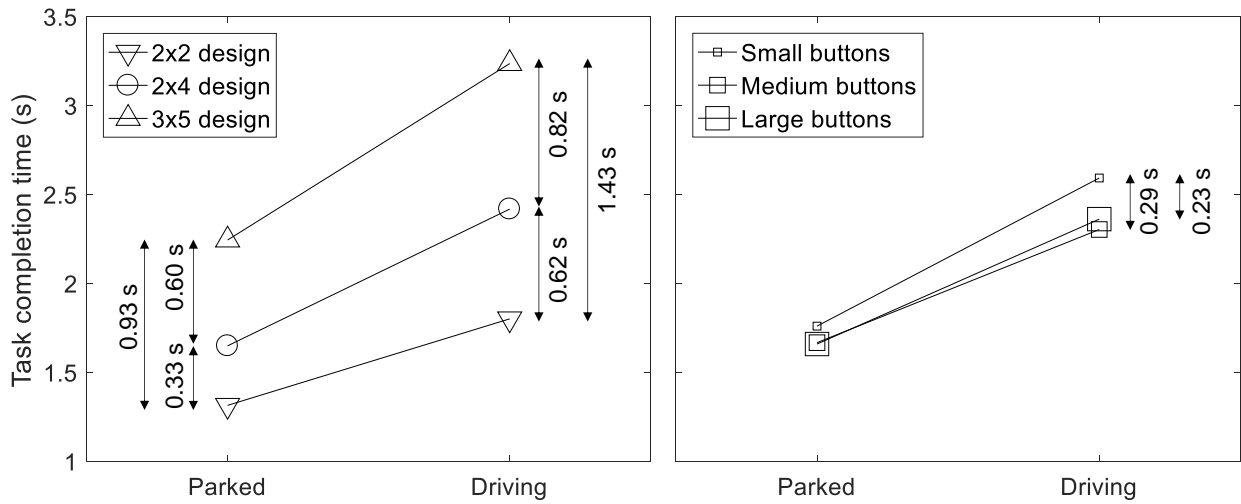 Task completion time (s)
3.5
3
2.5
2
1.5
1
2x2 design
2x4 design
3x5 design
0.93 s
0.60 s
0.33 s
0.82 s
0.62 s
1.43 s
Parked
Driving
Small buttons
Medium buttons
Large buttons
0.29 s
0.23 s
Parked
Driving